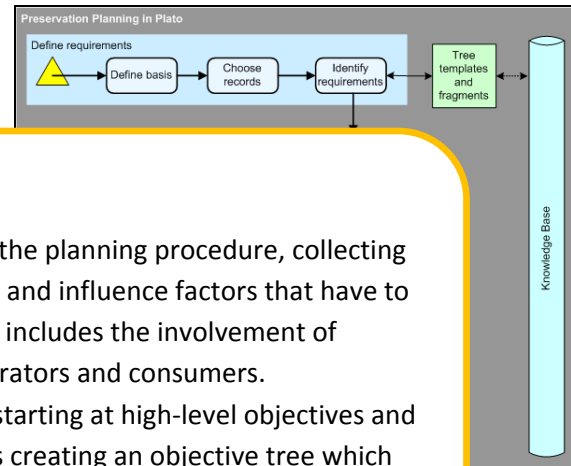 Preservation Planning in Plato
Define requirements
Define basis
Choose
records
Identify
requirements
Tree
templates
and
fragments
Knowledge Base
the planning procedure, collecting
and influence factors that have to
includes the involvement of
rators and consumers.
starting at high-level objectives and
s creating an objective tree which